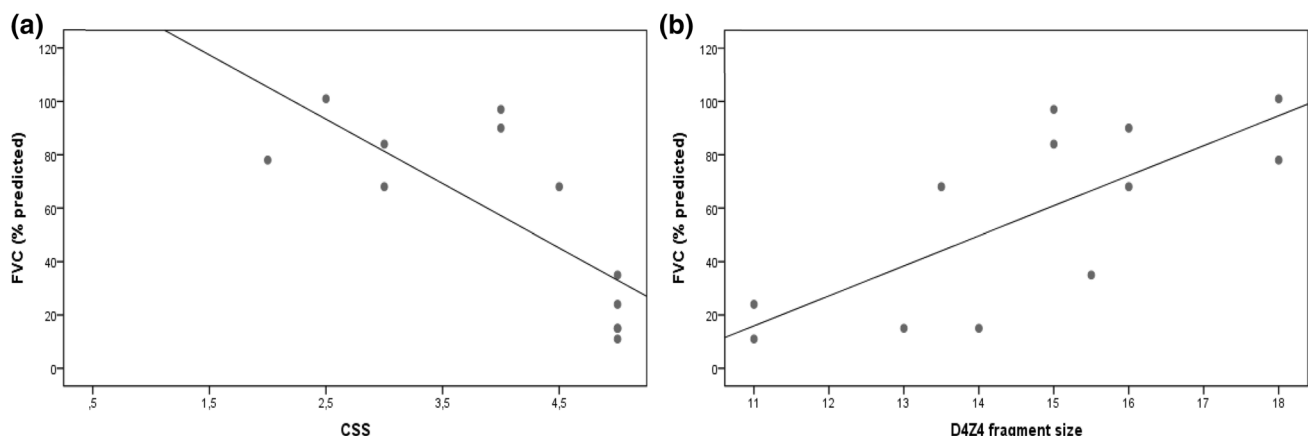 (a)
FVC (% predicted)
120
100
80
60
40
20
0
,5 1,5 2,5 3,5 4,5
CSS
(b)
FVC (% predicted)
120
100
80
60
40
20
0
11 12 13 14 15 16 17 18
D4Z4 fragment size